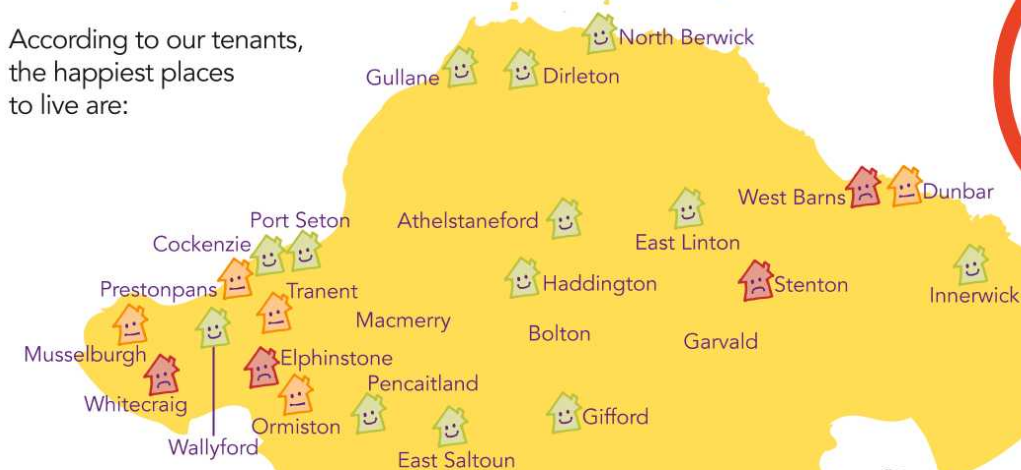 According to our tenants,
the happiest places
to live are:
North Berwick
Gullane
Dirleton
West Barns
Dunbar
Port Seton
Athelstaneford
Cockenzie
East Linton
Prestonpans
Tranent
Haddington
Stenton
Innerwick
Macmerry
Bolton
Garvald
Musselburgh
Elphinstone
Pencaitland
Whitecraig
Ormiston
Gifford
Wallyford
East Saltoun